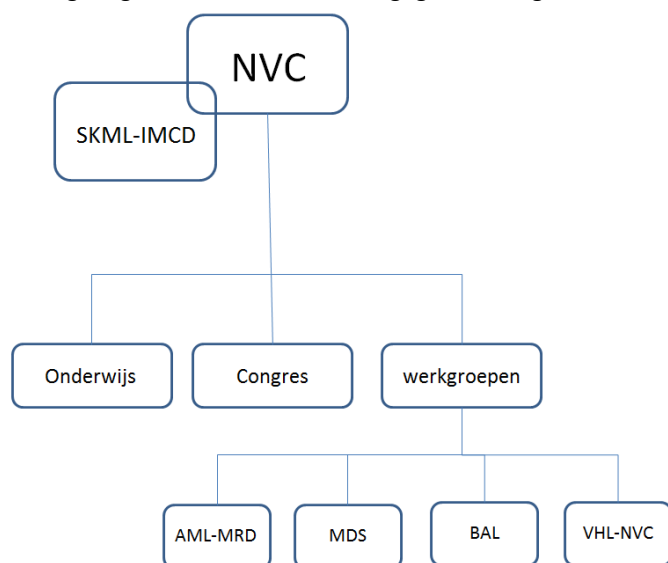 NVC
SKML-IMCD
Onderwijs
Congres
werkgroepen
AML-MRD
MDS
BAL
VHL-NVC